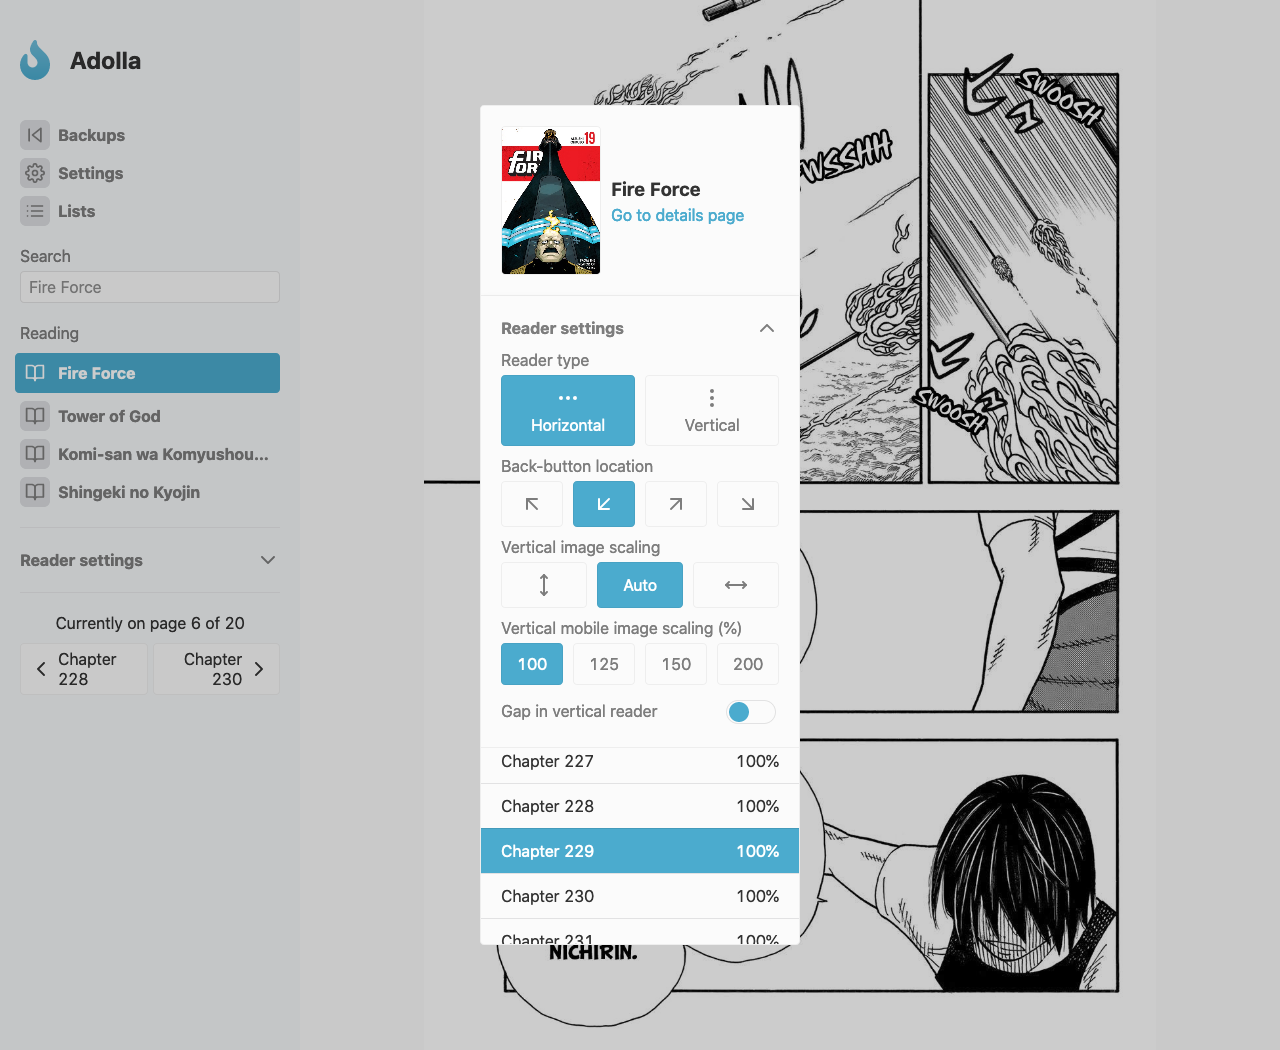 Adolla
Backups
Settings
Lists
Search
Fire Force
Reading
Fire Force
Tower of God
Komi-san wa Komyushou...
Shingeki no Kyojin
Reader settings
Currently on page 6 of 20
Chapter
228
Chapter
230
19
FIR
FOR
Fire Force
Go to details page
Reader settings
Reader type
Horizontal
Vertical
Back-button location
Vertical image scaling
Auto
Vertical mobile image scaling (%)
100
125
150
200
Gap in vertical reader
Chapter 227
100%
Chapter 228
100%
Chapter 229
100%
Chapter 230
100%
Chapter 231
100%
WSSHH
SWOOSH
SWOOSH
NICHIRIN.